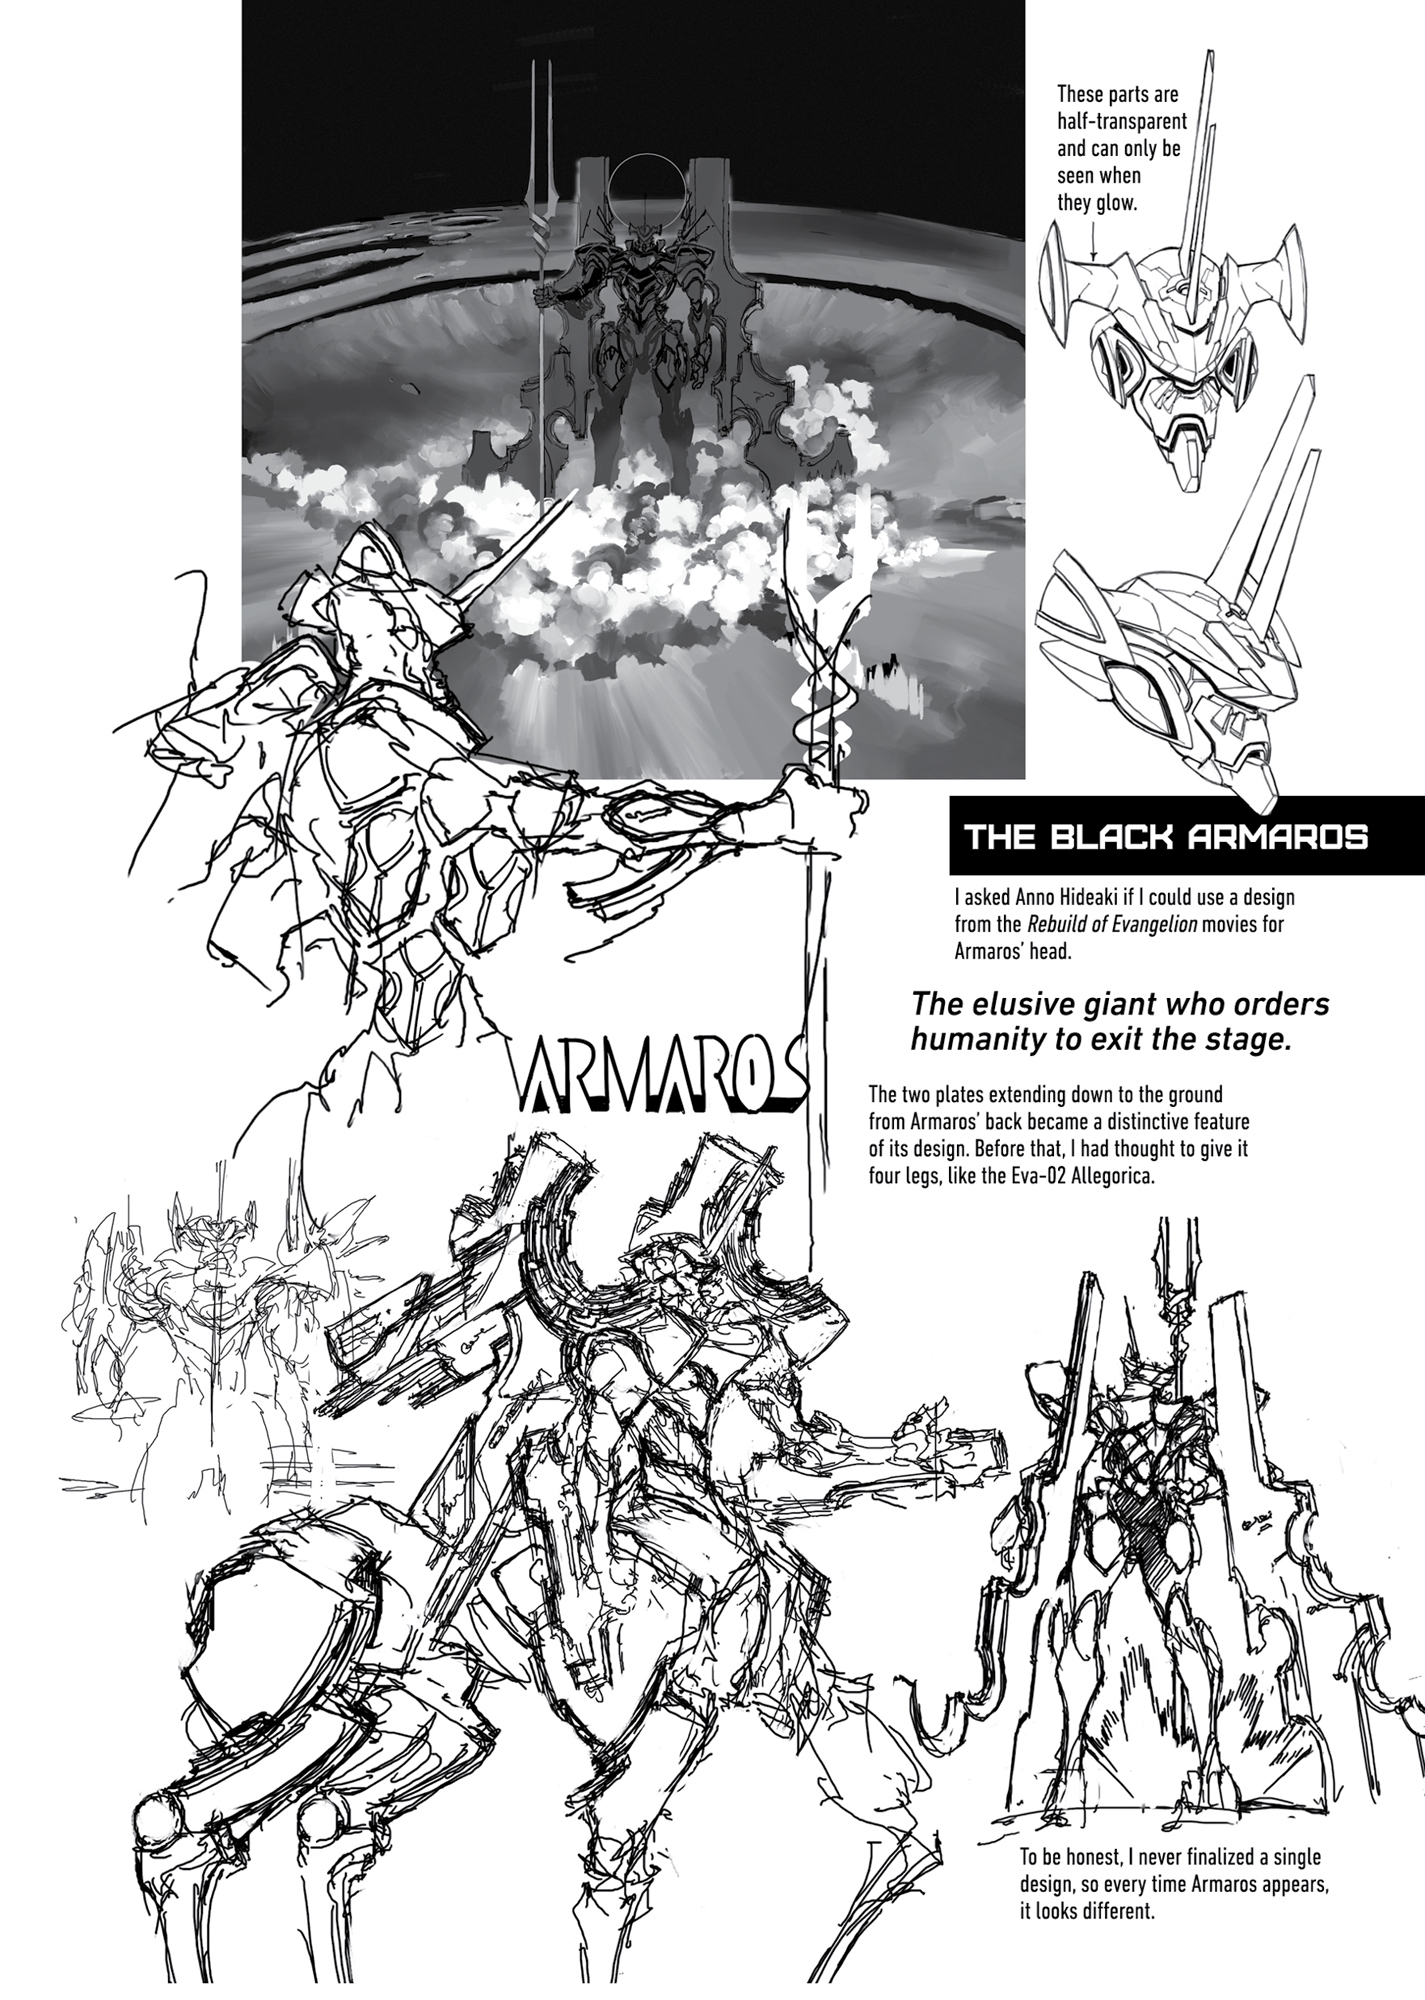 These parts are
half-transparent
and can only be
seen when
they glow.
THE BLACK ARMAROS
I asked Anno Hideaki if I could use a design
from the Rebuild of Evangelion movies for
Armaros' head.
The elusive giant who orders
humanity to exit the stage.
ARMAROS
The two plates extending down to the ground
from Armaros' back became a distinctive feature
of its design. Before that, I had thought to give it
four legs, like the Eva-02 Allegorica.
To be honest, I never finalized a single
design, so every time Armaros appears,
it looks different.